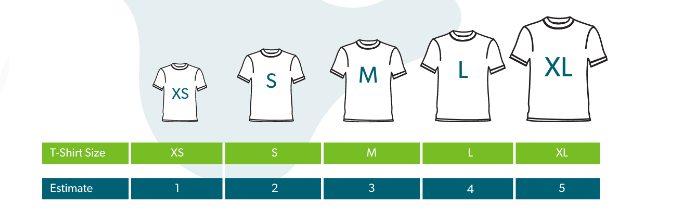 XS
S
M
L
XL
T-Shirt Size XS S M L XL
Estimate 1 2 3 4 5